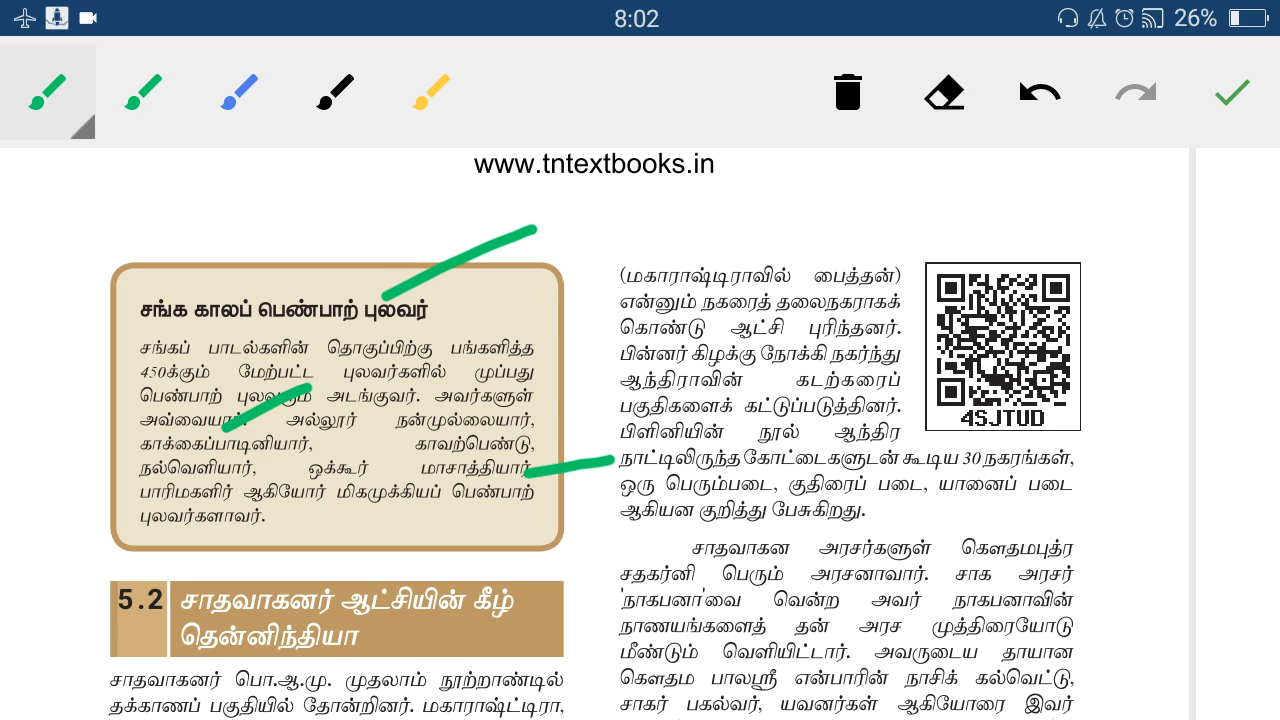 8:02
26%
www.tntextbooks.in
சங்க காலப் பெண்பாற் புலவர்
சங்கப் பாடல்களின் தொகுப்பிற்கு பங்களித்த
450க்கும் மேற்பட்ட புலவர்களில் முப்பது
பெண்பாற் புலவரும் அடங்குவர். அவர்களுள்
அவ்வையார், அல்லூர் நன்முல்லையார்,
காக்கைப்பாடினியார், காவற்பெண்டு,
நல்வெளியார், ஒக்கூர் மாசாத்தியார்,
பாரிமகளிர் ஆகியோர் மிகமுக்கியப் பெண்பாற்
புலவர்களாவர்.
5.2 சாதவாகனர் ஆட்சியின் கீழ்
தென்னிந்தியா
சாதவாகனர் பொ.ஆ.மு. முதலாம் நூற்றாண்டில்
தக்காணப் பகுதியில் தோன்றினர். மகாராஷ்ட்டிரா,
(மகாராஷ்டிராவில் பைத்தன்)
என்னும் நகரைத் தலைநகராகக்
கொண்டு ஆட்சி புரிந்தனர்.
பின்னர் கிழக்கு நோக்கி நகர்ந்து
ஆந்திராவின் கடற்கரைப்
பகுதிகளைக் கட்டுப்படுத்தினர்.
பிளினியின் நூல் ஆந்திர
நாட்டிலிருந்த கோட்டைகளுடன் கூடிய 30 நகரங்கள்,
ஒரு பெரும்படை, குதிரைப் படை, யானைப் படை
ஆகியன குறித்து பேசுகிறது.
4SJTUD
சாதவாகன அரசர்களுள் கௌதமபுத்ர
சதகர்னி பெரும் அரசனாவார். சாக அரசர்
'நாகபனா'வை வென்ற அவர் நாகபனாவின்
நாணயங்களைத் தன் அரச முத்திரையோடு
மீண்டும் வெளியிட்டார். அவருடைய தாயான
கௌதம பாலஸ்ரீ என்பாரின் நாசிக் கல்வெட்டு,
சாகர் பகல்வர், யவனர்கள் ஆகியோரை இவர்